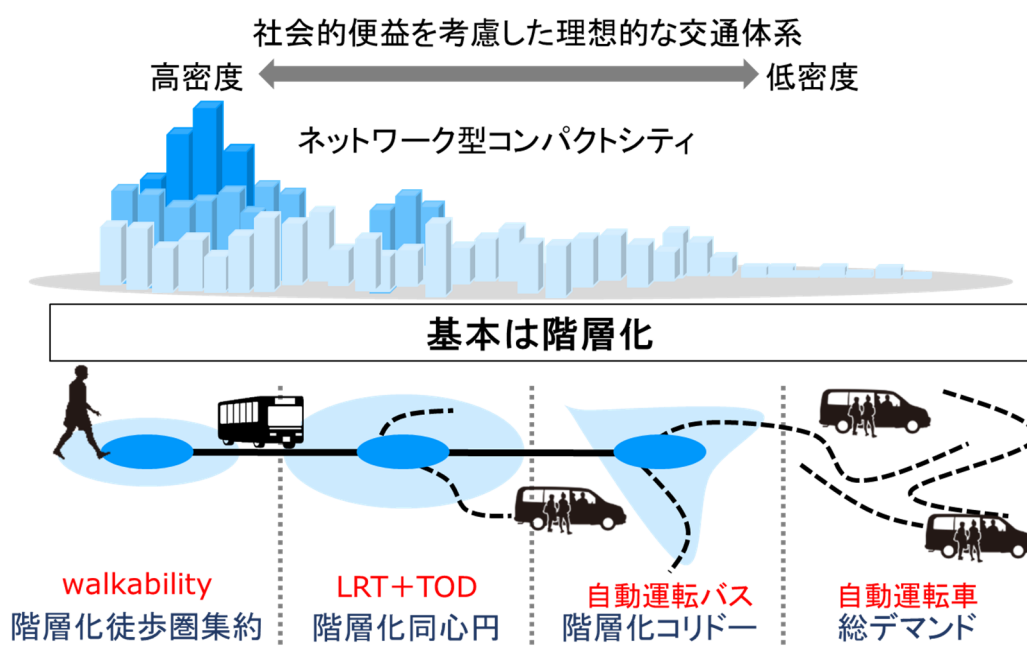 社会的便益を考慮した理想的な交通体系
高密度
低密度
ネットワーク型コンパクトシティ
基本は階層化
walkability
階層化徒歩圏集約
LRT＋TOD
階層化同心円
自動運転バス
階層化コリドー
自動運転車
総デマンド